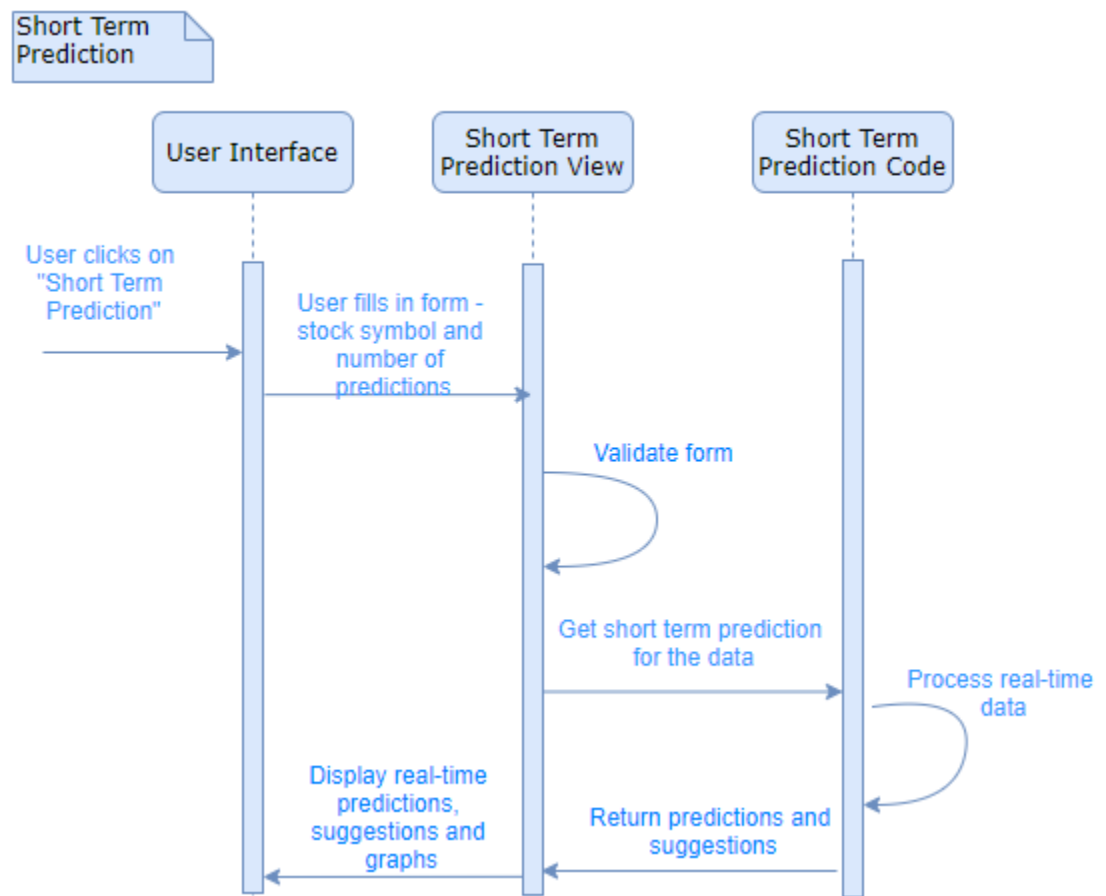 Short Term
Prediction
User Interface
Short Term
Prediction View
Short Term
Prediction Code
User clicks on
"Short Term
Prediction"
User fills in form -
stock symbol and
number of
predictions
Validate form
Get short term prediction
for the data
Process real-time
data
Display real-time
predictions,
suggestions and
graphs
Return predictions and
suggestions